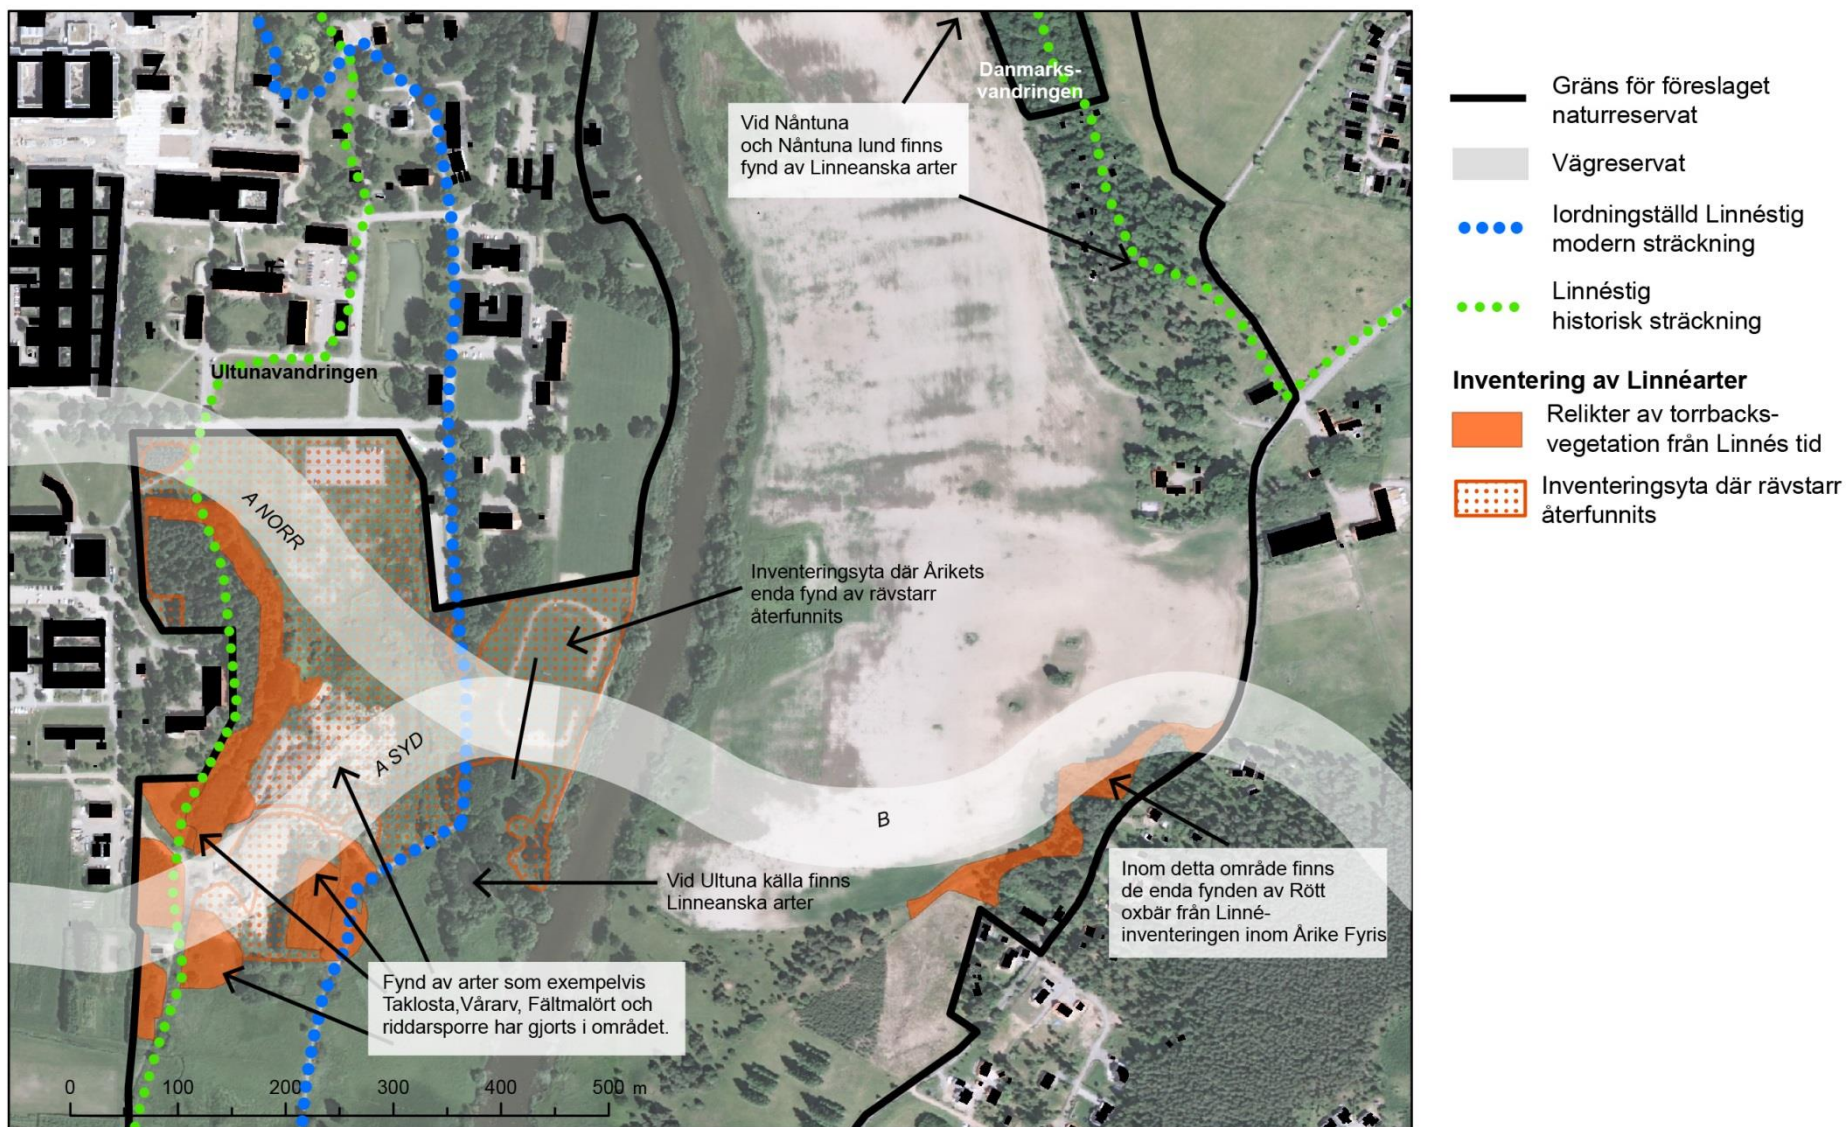 Danmarks-
vandringen
Vid Nåntuna
och Nåntuna lund finns
fynd av Linneanska arter
Ultunavandringen
A NORR
Inventeringsyta där Årikets
enda fynd av rävstarr
återfunnits
A SYD
B
Vid Ultuna källa finns
Linneanska arter
Inom detta område finns
de enda fynden av Rött
oxbär från Linné-
inventeringen inom Årike Fyris
Fynd av arter som exempelvis
Taklosta,Vårarv, Fältmalört och
riddarsporre har gjorts i området.
0 100 200 300 400 500 m
Gräns för föreslaget
naturreservat
Vägreservat
Iordningställd Linnéstig
modern sträckning
Linnéstig
historisk sträckning
Inventering av Linnéarter
Relikter av torrbacks-
vegetation från Linnés tid
Inventeringsyta där rävstarr
återfunnits